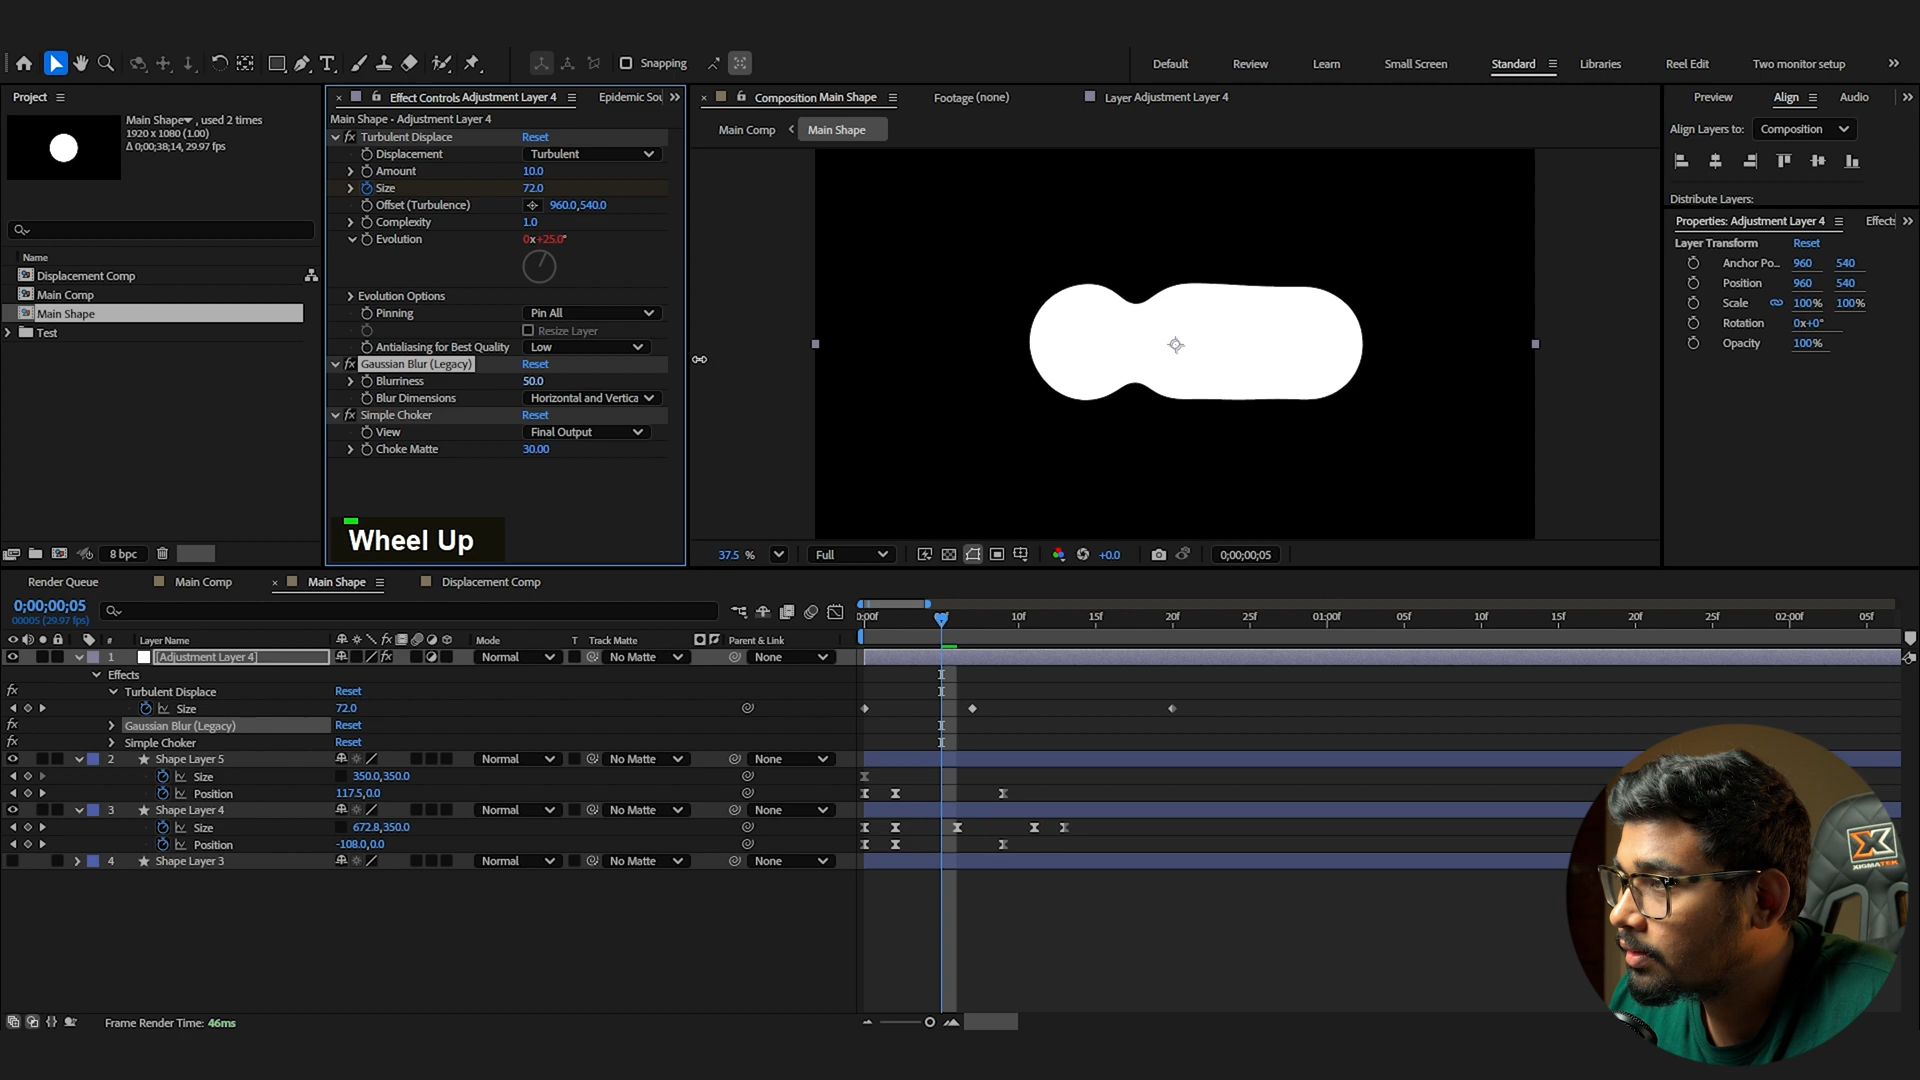 Snapping
Default
Review
Learn
Small Screen
Standard
Libraries
Reel Edit
Two monitor setup
Project
Main Shape, used 2 times
1920 x 1080 (1.00)
Δ 0;00;38;14, 29.97 fps
Name
Displacement Comp
Main Comp
Main Shape
Test
8 bpc
Effect Controls Adjustment Layer 4
Epidemic Sou
Main Shape - Adjustment Layer 4
fx Turbulent Displace Reset
Displacement Turbulent
Amount 10.0
Size 72.0
Offset (Turbulence) 960.0,540.0
Complexity 1.0
Evolution 0x+25.0°
Evolution Options
Pinning Pin All
Resize Layer
Antialiasing for Best Quality Low
fx Gaussian Blur (Legacy) Reset
Blurriness 50.0
Blur Dimensions Horizontal and Vertica
fx Simple Choker Reset
View Final Output
Choke Matte 30.00
Wheel Up
Composition Main Shape
Footage (none)
Layer Adjustment Layer 4
Main Comp
Main Shape
37.5 %
Full
+0.0
0;00;00;05
Preview
Align
Audio
Align Layers to: Composition
Distribute Layers:
Properties: Adjustment Layer 4
Effects
Layer Transform Reset
Anchor Po... 960 540
Position 960 540
Scale 100% 100%
Rotation 0x+0°
Opacity 100%
Render Queue
Main Comp
Main Shape
Displacement Comp
0;00;00;05
00005 (29.97 fps)
0:00f 10f 15f 20f 25f 01:00f 05f 10f 15f 20f 25f 02:00f 05f
# Layer Name fx Mode T Track Matte Parent & Link
1 [Adjustment Layer 4] fx Normal No Matte None
Effects
fx Turbulent Displace Reset
Size 72.0
fx Gaussian Blur (Legacy) Reset
fx Simple Choker Reset
2 Shape Layer 5 Normal No Matte None
Size 350.0,350.0
Position 117.5,0.0
3 Shape Layer 4 Normal No Matte None
Size 672.8,350.0
Position -108.0,0.0
4 Shape Layer 3 Normal No Matte None
Frame Render Time: 46ms
XIGMATEK